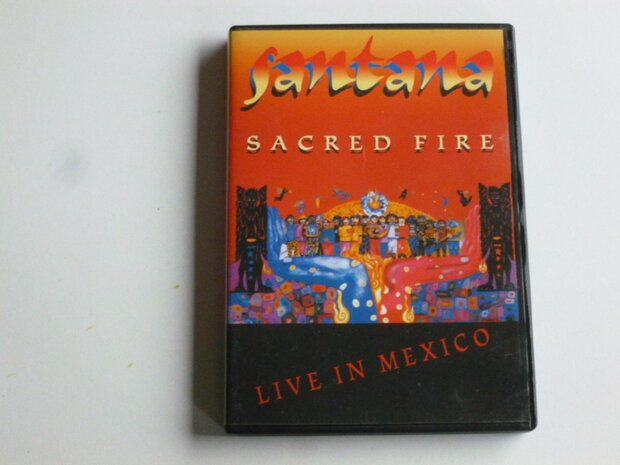 Santana
SACRED FIRE
LIVE IN MEXICO